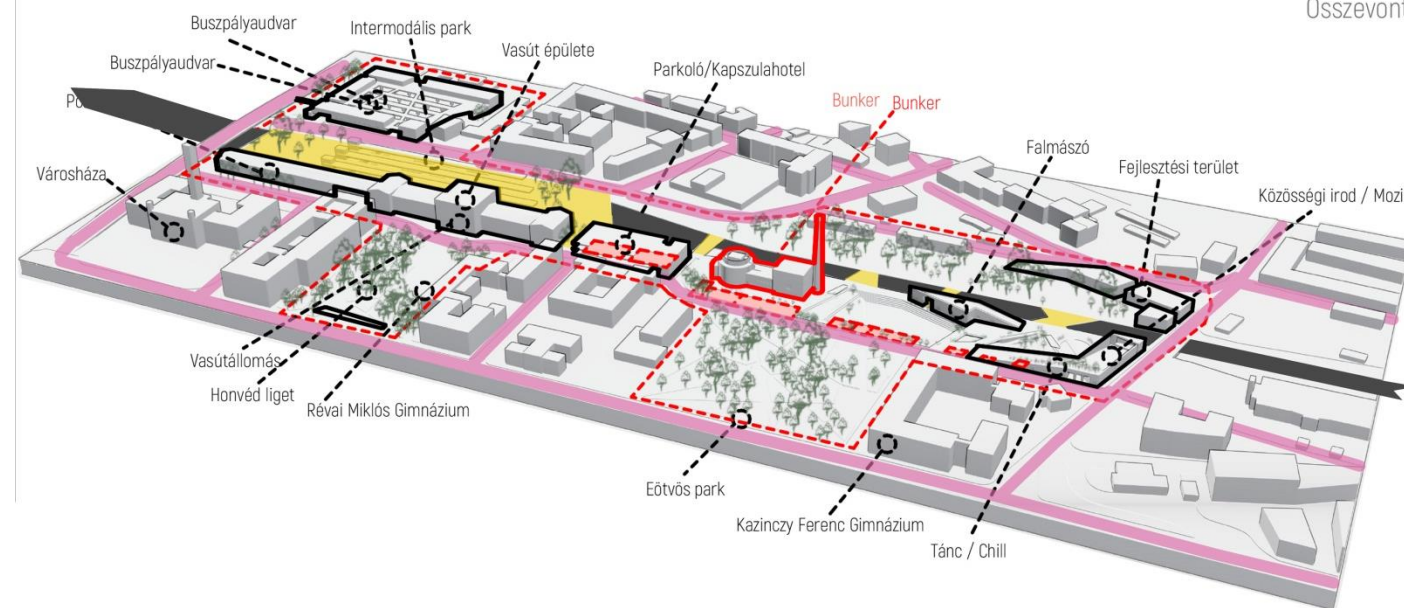 Összevont
Buszpályaudvar
Intermodális park
Vasút épülete
Buszpályaudvar
Parkoló/Kapszulahotel
Bunker Bunker
Falmászó
Fejlesztési terület
Városháza
Közösségi irod / Mozi
Vasútállomás
Honvéd liget
Révai Miklós Gimnázium
Eötvös park
Kazinczy Ferenc Gimnázium
Tánc / Chill